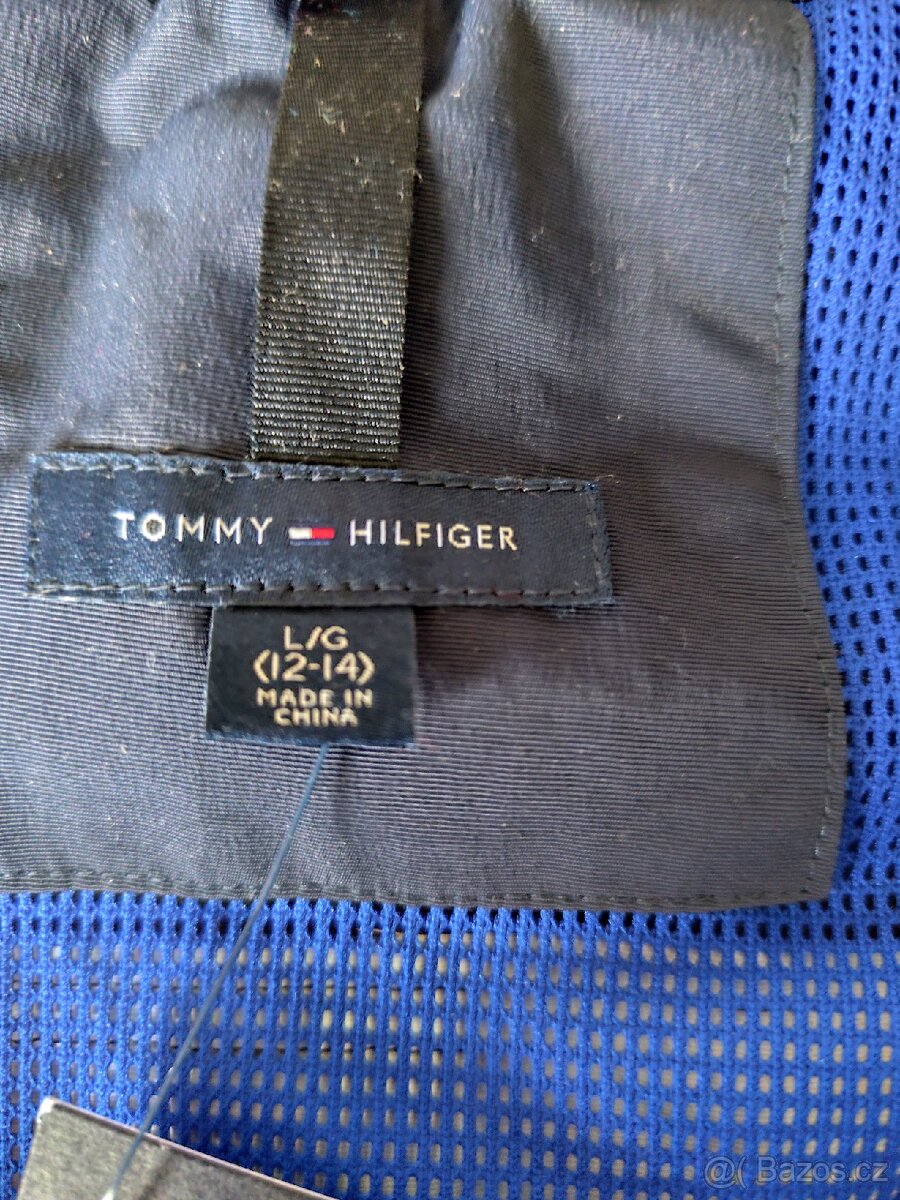 TOMMY HILFIGER
L/G
(12-14)
MADE IN
CHINA
@( Bazos.cz